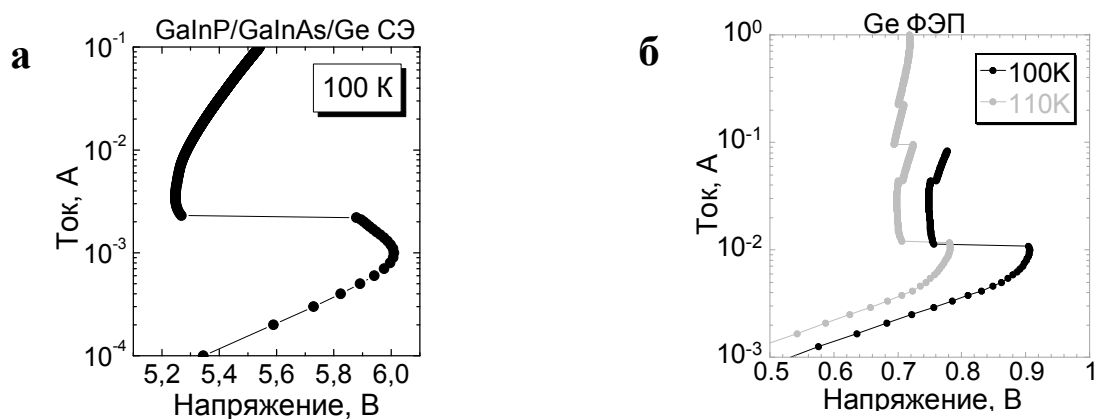 GaInP/GaInAs/Ge СЭ
а
100 К
10⁻¹
10⁻²
10⁻³
10⁻⁴
Ток, А
5,2 5,4 5,6 5,8 6,0
Напряжение, В
Ge ФЭП
б
100K
110K
10⁰
10⁻¹
10⁻²
10⁻³
Ток, А
0.5 0.6 0.7 0.8 0.9 1
Напряжение, В